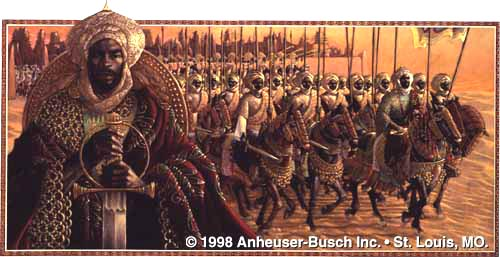 © 1998 Anheuser-Busch Inc. • St. Louis, MO.